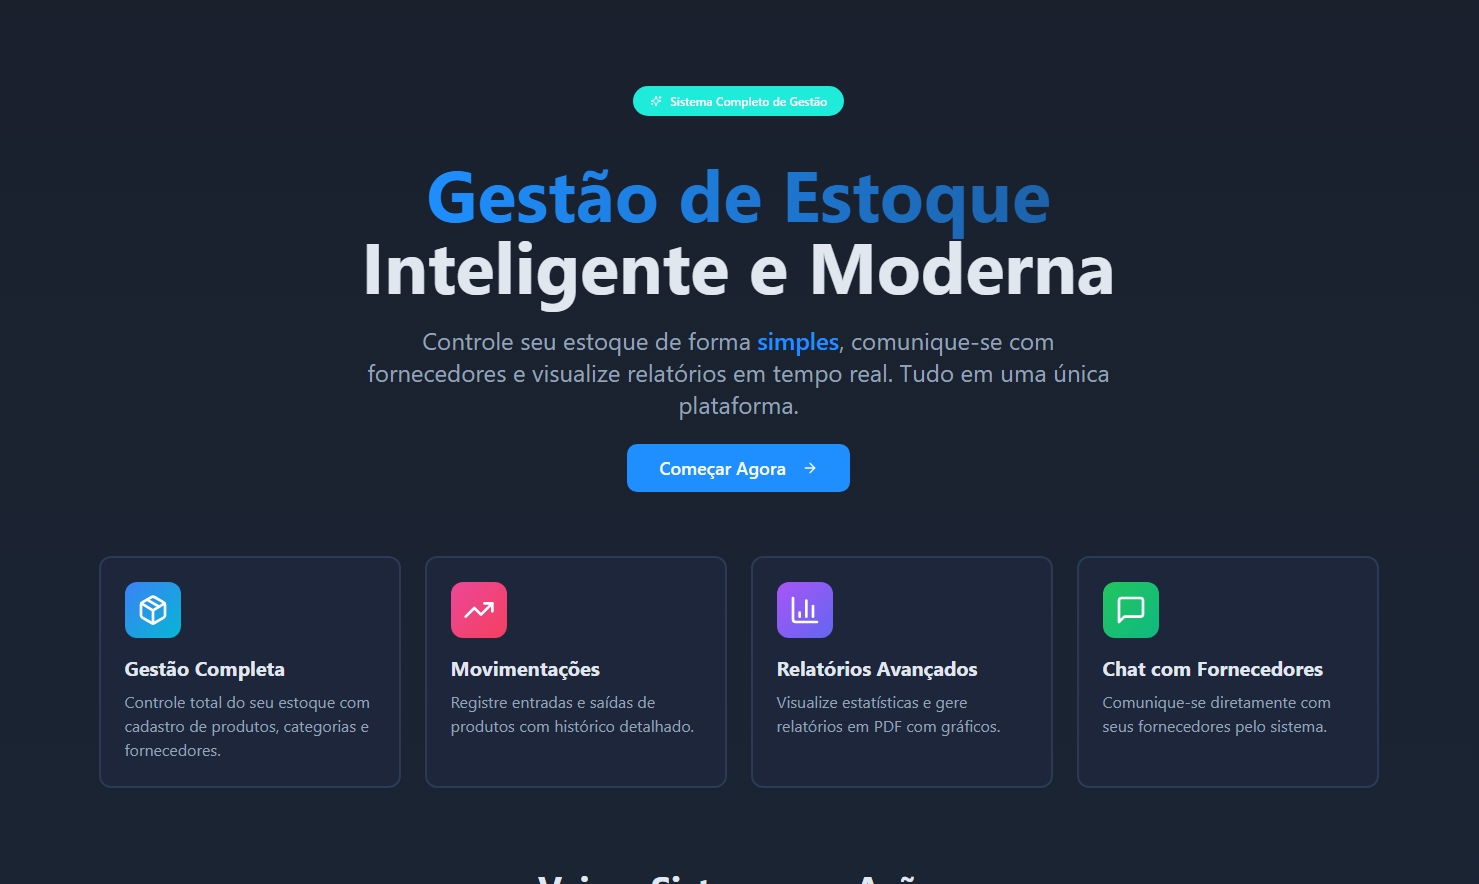 Sistema Completo de Gestão
Gestão de Estoque
Inteligente e Moderna
Controle seu estoque de forma simples, comunique-se com
fornecedores e visualize relatórios em tempo real. Tudo em uma única
plataforma.
Começar Agora
Gestão Completa
Controle total do seu estoque com
cadastro de produtos, categorias e
fornecedores.
Movimentações
Registre entradas e saídas de
produtos com histórico detalhado.
Relatórios Avançados
Visualize estatísticas e gere
relatórios em PDF com gráficos.
Chat com Fornecedores
Comunique-se diretamente com
seus fornecedores pelo sistema.